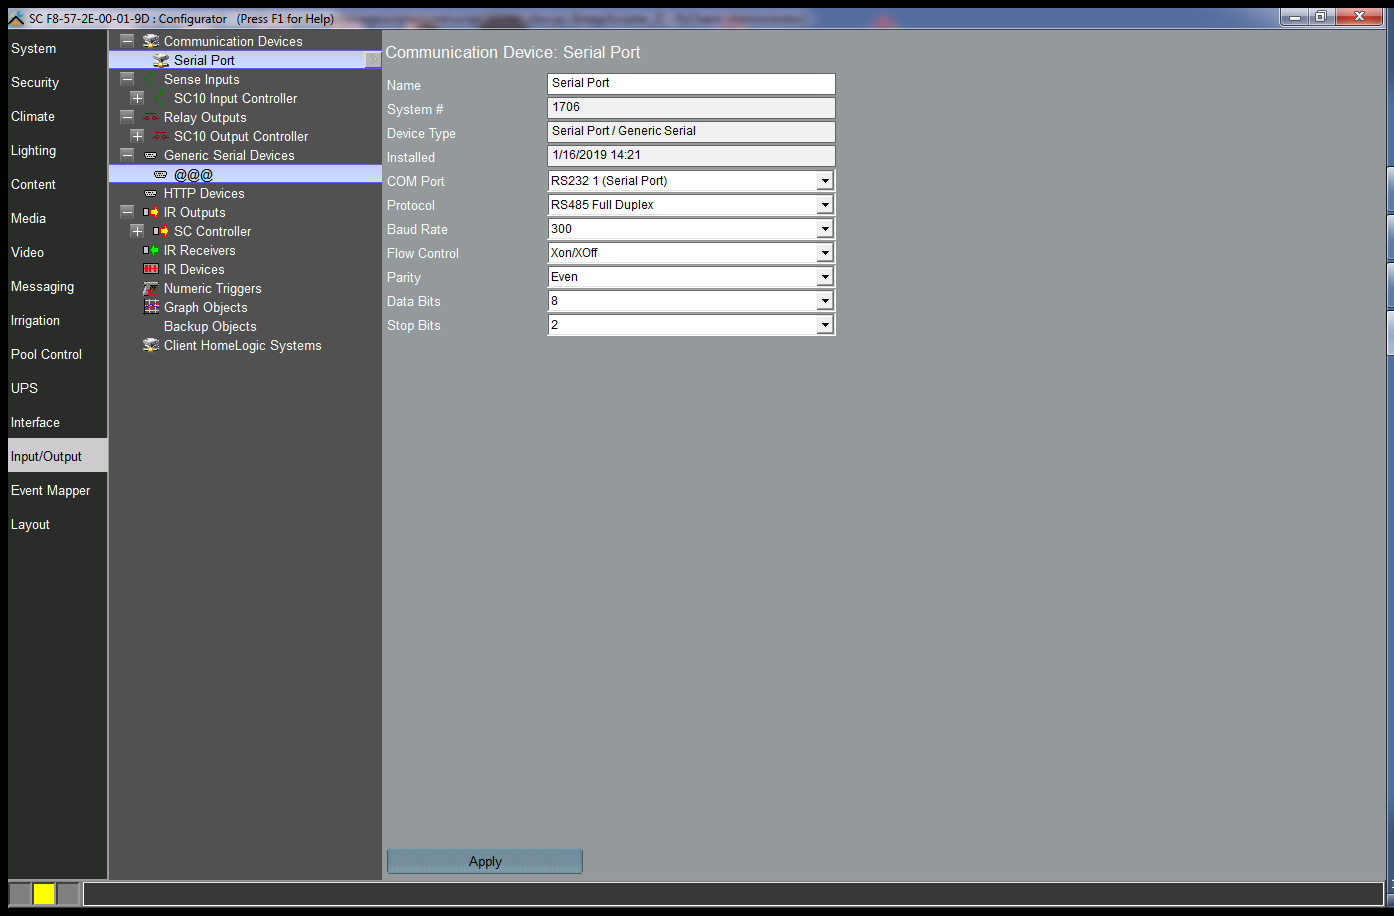 SC F8-57-2E-00-01-9D : Configurator (Press F1 for Help)
System
Security
Climate
Lighting
Content
Media
Video
Messaging
Irrigation
Pool Control
UPS
Interface
Input/Output
Event Mapper
Layout
Communication Devices
Serial Port
Sense Inputs
SC10 Input Controller
Relay Outputs
SC10 Output Controller
Generic Serial Devices
@@@
HTTP Devices
IR Outputs
SC Controller
IR Receivers
IR Devices
Numeric Triggers
Graph Objects
Backup Objects
Client HomeLogic Systems
Communication Device: Serial Port
Name Serial Port
System # 1706
Device Type Serial Port / Generic Serial
Installed 1/16/2019 14:21
COM Port RS232 1 (Serial Port)
Protocol RS485 Full Duplex
Baud Rate 300
Flow Control Xon/XOff
Parity Even
Data Bits 8
Stop Bits 2
Apply